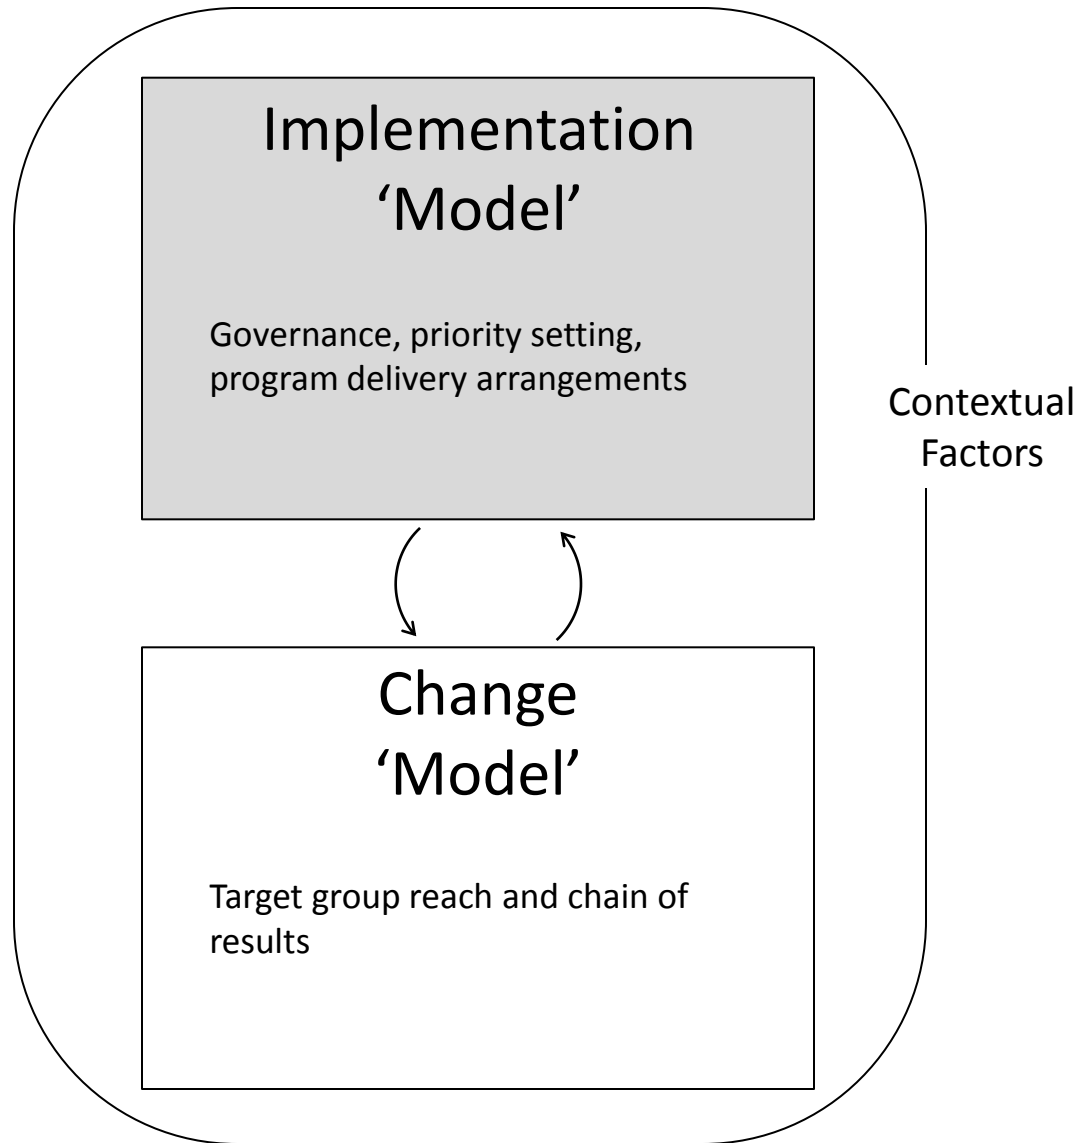 Implementation
‘Model’
Governance, priority setting,
program delivery arrangements
Contextual
Factors
Change
‘Model’
Target group reach and chain of
results